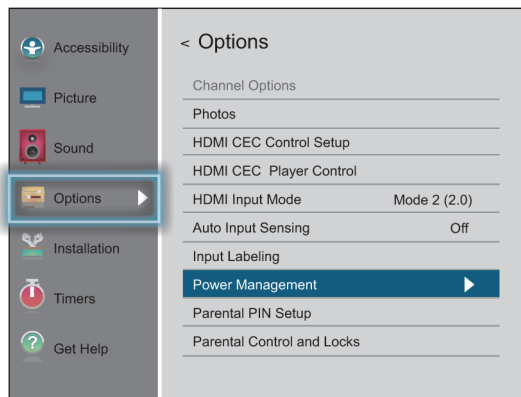 Accessibility
Picture
Sound
Options
Installation
Timers
Get Help
< Options
Channel Options
Photos
HDMI CEC Control Setup
HDMI CEC Player Control
HDMI Input Mode Mode 2 (2.0)
Auto Input Sensing Off
Input Labeling
Power Management
Parental PIN Setup
Parental Control and Locks